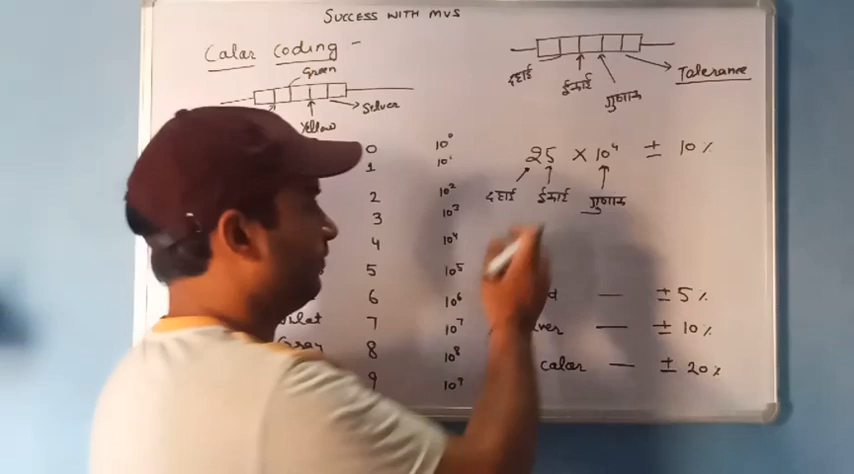 SUCCESS WITH MVS
Calar Coding -
Green
Silver
Yellow
दहाई
ईकाई
गुणांक
Talerance
25 × 10⁴ ± 10%
दहाई ईकाई गुणांक
0 10⁰
1 10¹
2 10²
3 10³
4 10⁴
5 10⁵
6 10⁶
7 10⁷
8 10⁸
9 10⁹
Gray
— ±5%
— ±10%
calar — ±20%